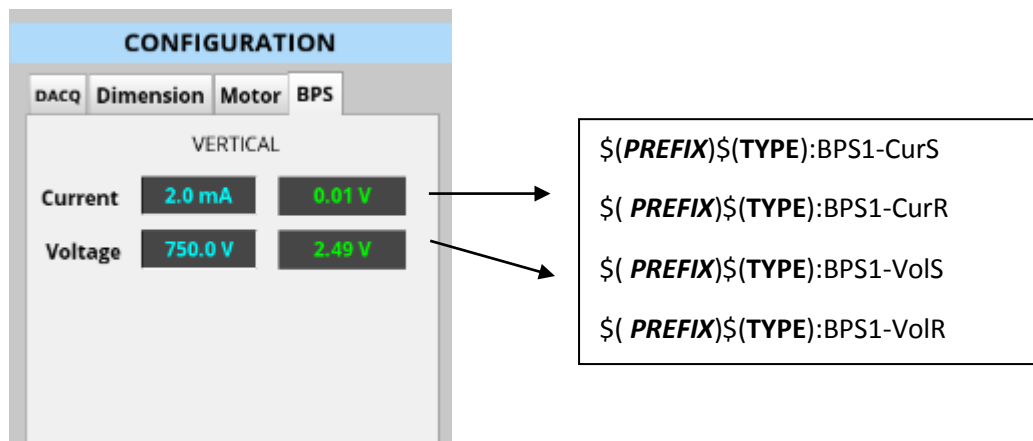 CONFIGURATION
DACQ Dimension Motor BPS
VERTICAL
Current 2.0 mA 0.01 V
Voltage 750.0 V 2.49 V
$(PREFIX)$(TYPE):BPS1-CurS
$( PREFIX)$(TYPE):BPS1-CurR
$( PREFIX)$(TYPE):BPS1-VolS
$( PREFIX)$(TYPE):BPS1-VolR